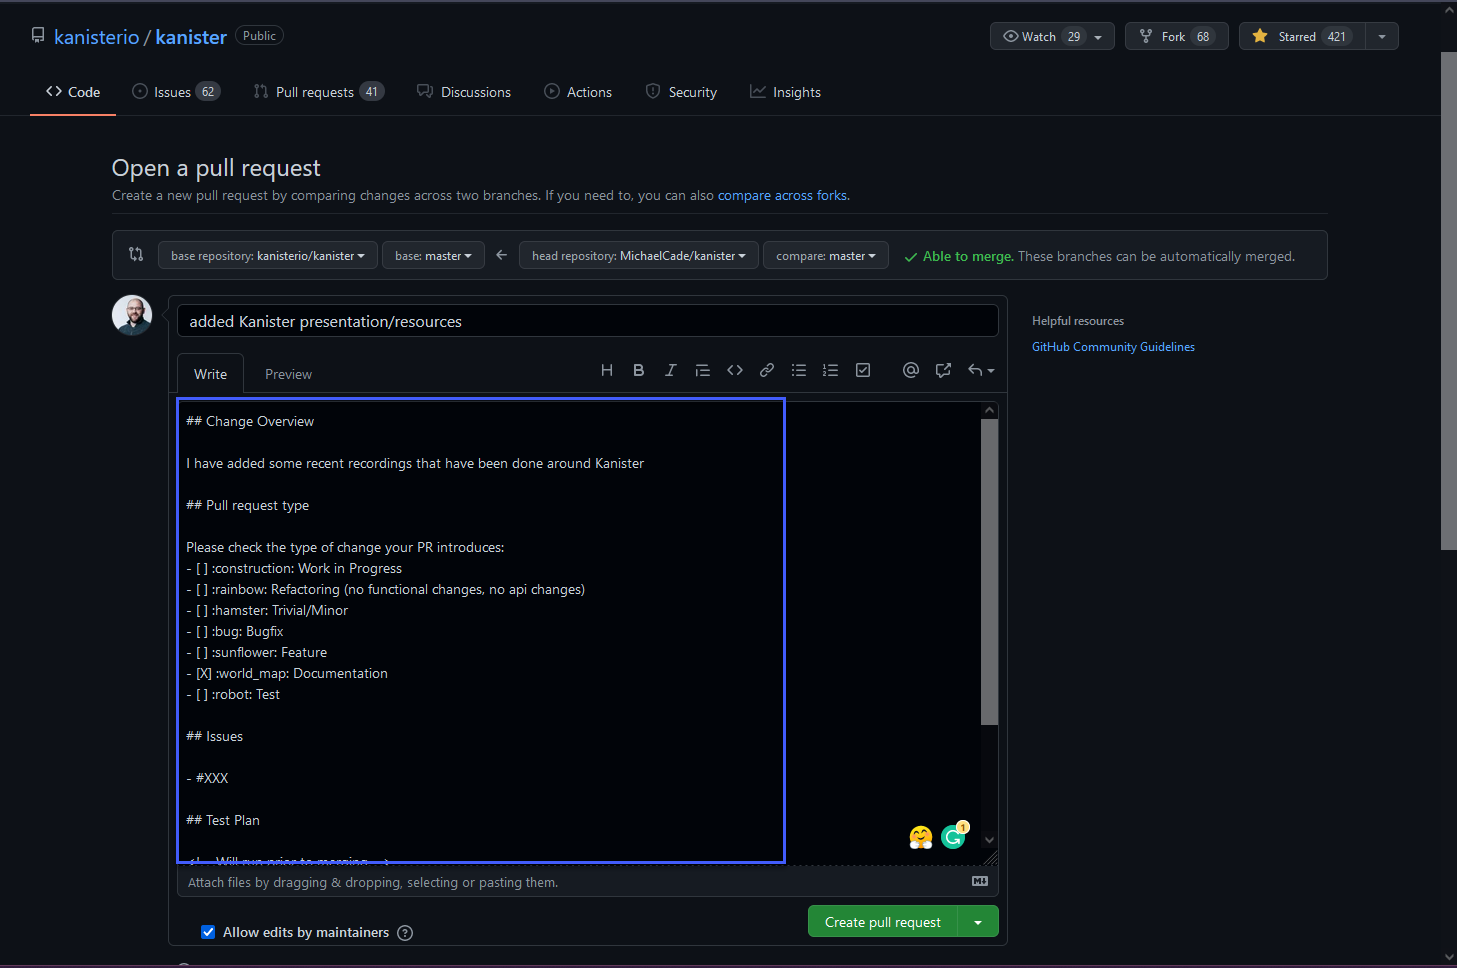 kanisterio / kanister Public
Watch 29 Fork 68 Starred 421
Code Issues 62 Pull requests 41 Discussions Actions Security Insights
Open a pull request
Create a new pull request by comparing changes across two branches. If you need to, you can also compare across forks.
base repository: kanisterio/kanister base: master head repository: MichaelCade/kanister compare: master Able to merge. These branches can be automatically merged.
added Kanister presentation/resources
Helpful resources
GitHub Community Guidelines
Write Preview
## Change Overview
I have added some recent recordings that have been done around Kanister
## Pull request type
Please check the type of change your PR introduces:
- [ ] :construction: Work in Progress
- [ ] :rainbow: Refactoring (no functional changes, no api changes)
- [ ] :hamster: Trivial/Minor
- [ ] :bug: Bugfix
- [ ] :sunflower: Feature
- [X] :world_map: Documentation
- [ ] :robot: Test
## Issues
- #XXX
## Test Plan
1
<!-- Will run prior to merging. -->
Attach files by dragging & dropping, selecting or pasting them.
Create pull request
Allow edits by maintainers ?